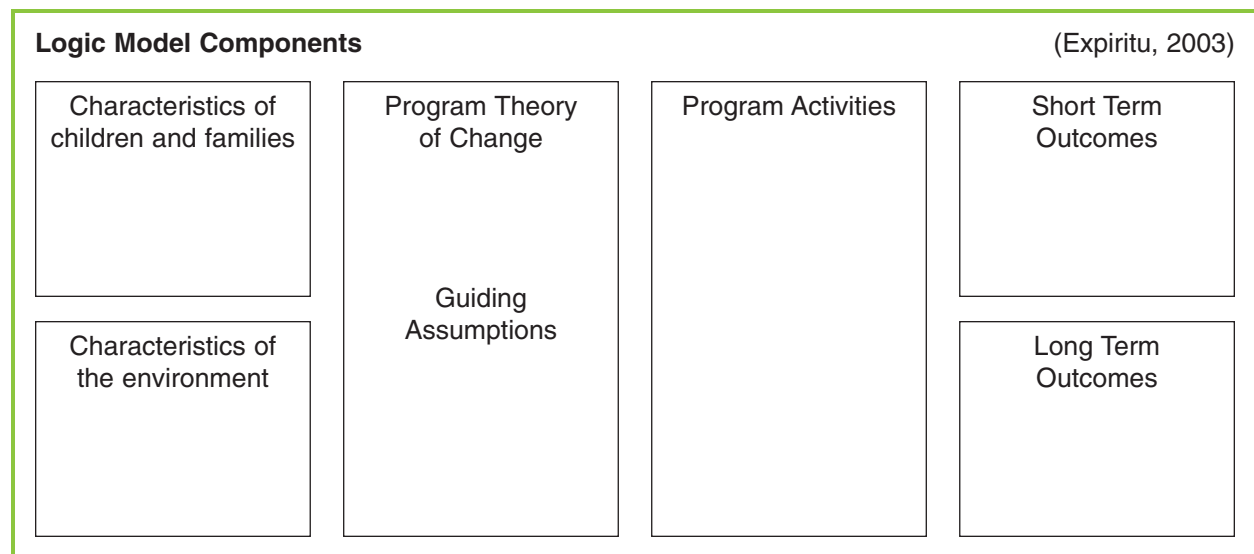 Logic Model Components
(Expiritu, 2003)
Characteristics of
children and families
Characteristics of
the environment
Program Theory
of Change
Guiding
Assumptions
Program Activities
Short Term
Outcomes
Long Term
Outcomes